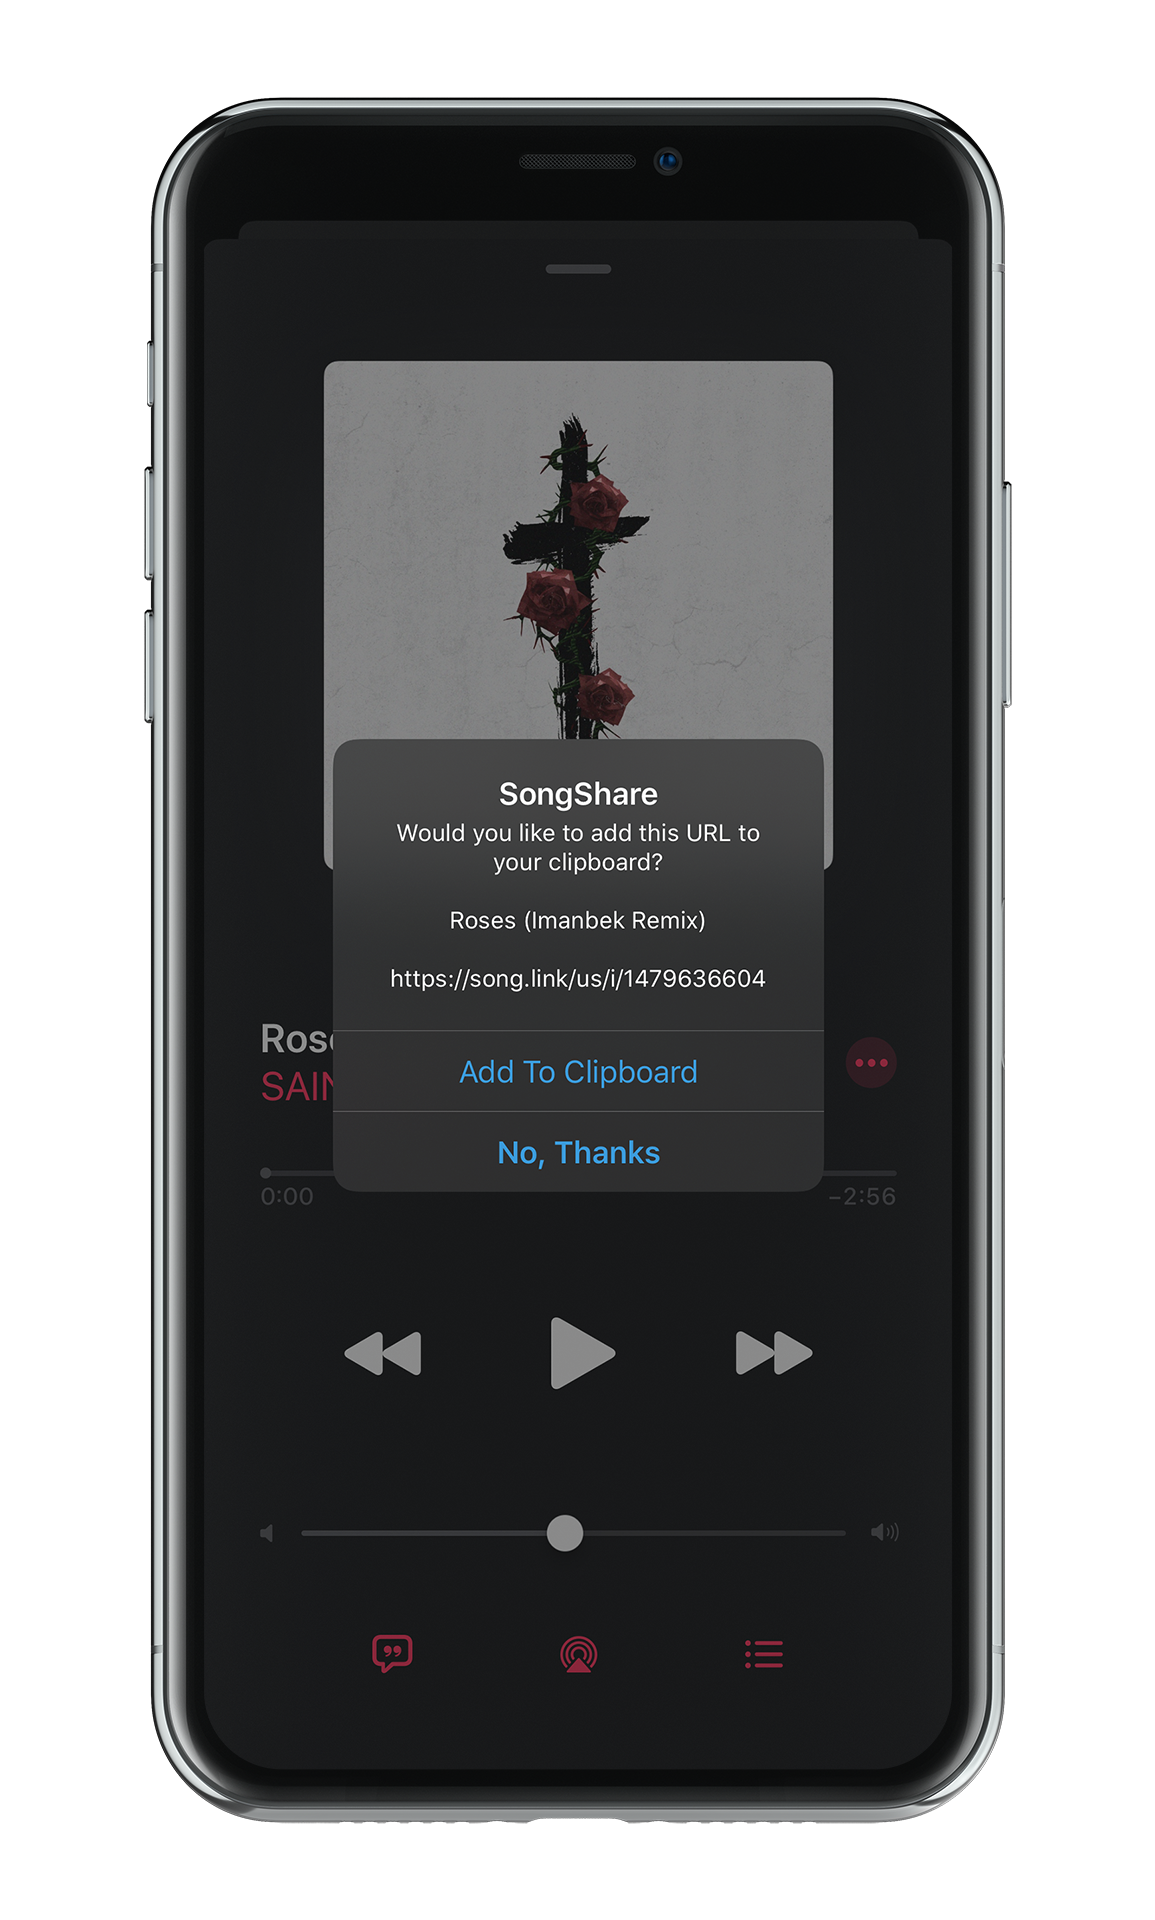 SongShare
Would you like to add this URL to
your clipboard?
Roses (Imanbek Remix)
https://song.link/us/i/1479636604
Rose
SAIN
Add To Clipboard
No, Thanks
0:00
–2:56